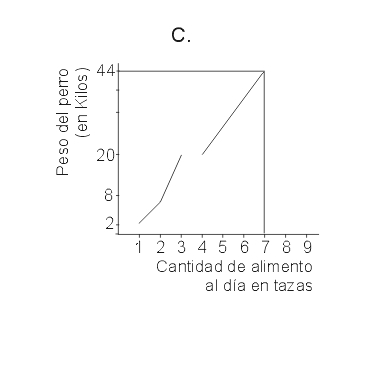 C.
Peso del perro
(en Kilos)
44
20
8
2
1 2 3 4 5 6 7 8 9
Cantidad de alimento
al día en tazas